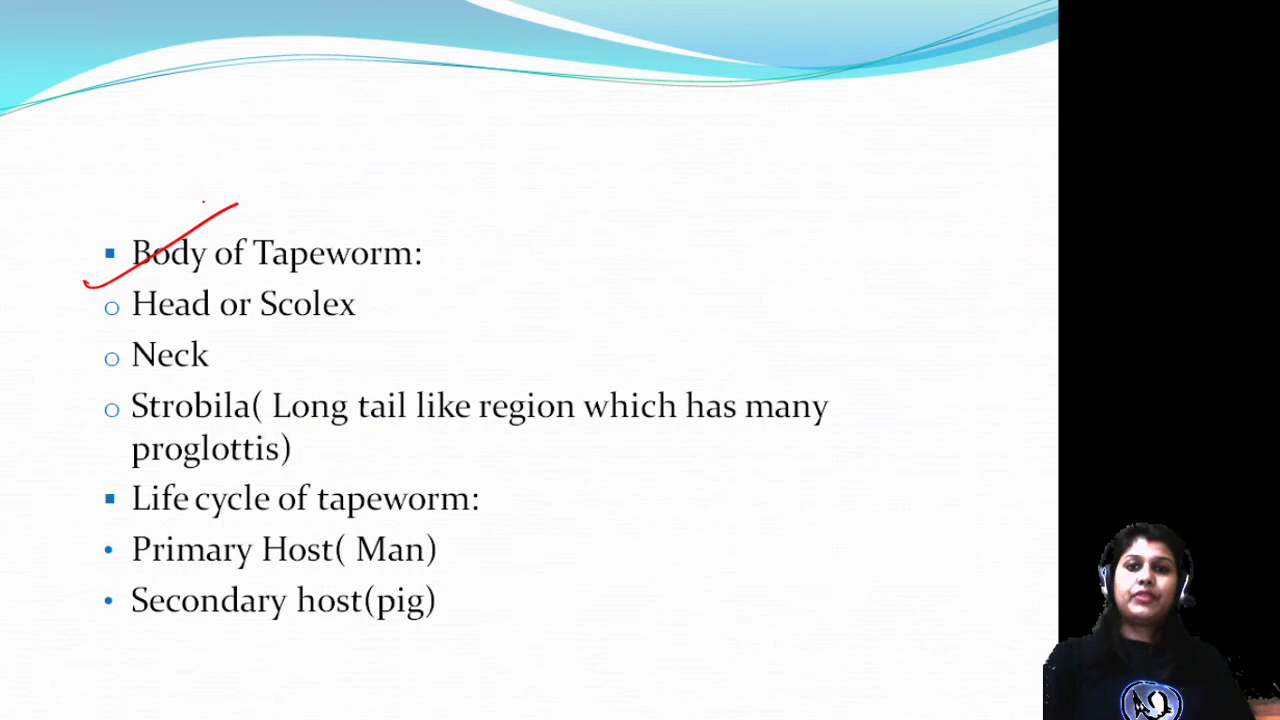 Body of Tapeworm:
Head or Scolex
Neck
Strobila( Long tail like region which has many
proglottis)
Life cycle of tapeworm:
Primary Host( Man)
Secondary host(pig)